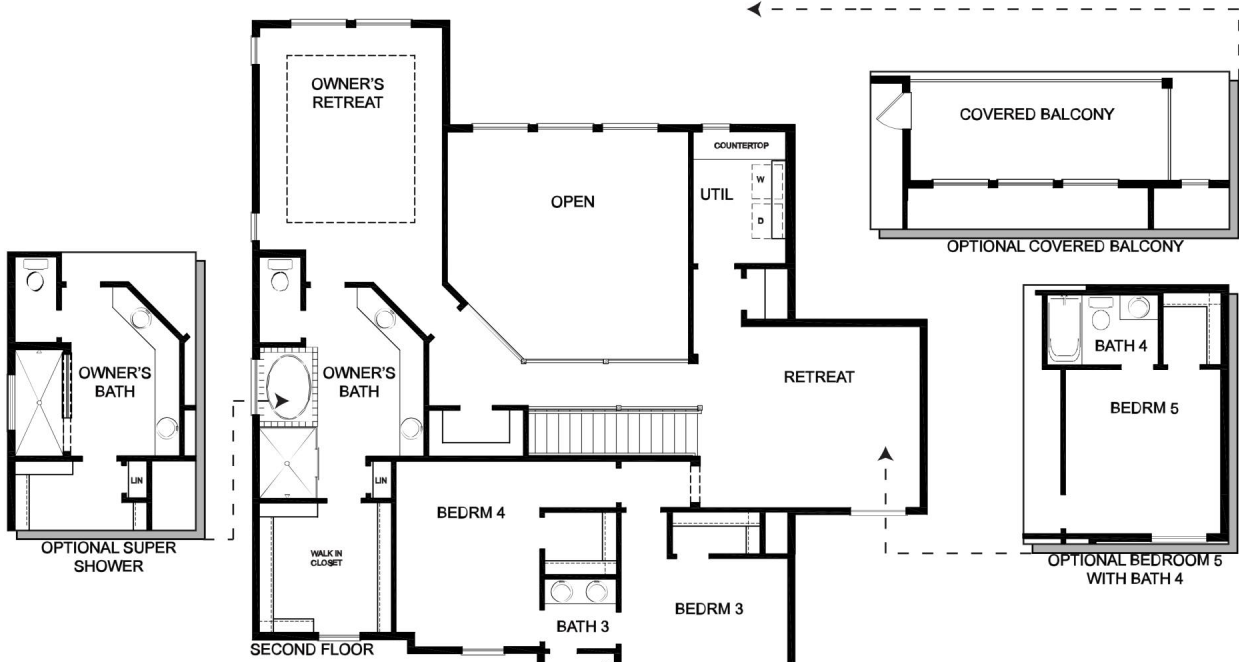 OWNER'S
RETREAT
OPEN
COUNTERTOP
W
UTIL
D
COVERED BALCONY
OPTIONAL COVERED BALCONY
OWNER'S
BATH
LIN
OPTIONAL SUPER
SHOWER
OWNER'S
BATH
LIN
RETREAT
BATH 4
BEDRM 5
OPTIONAL BEDROOM 5
WITH BATH 4
BEDRM 4
WALK IN
CLOSET
BEDRM 3
BATH 3
SECOND FLOOR